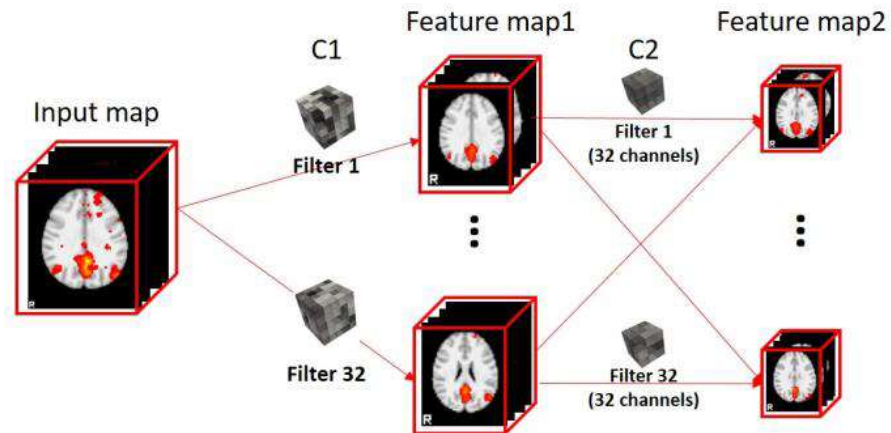 Feature map1
Feature map2
C1
C2
Input map
Filter 1
Filter 1
(32 channels)
R
R
R
Filter 32
Filter 32
(32 channels)
R
R